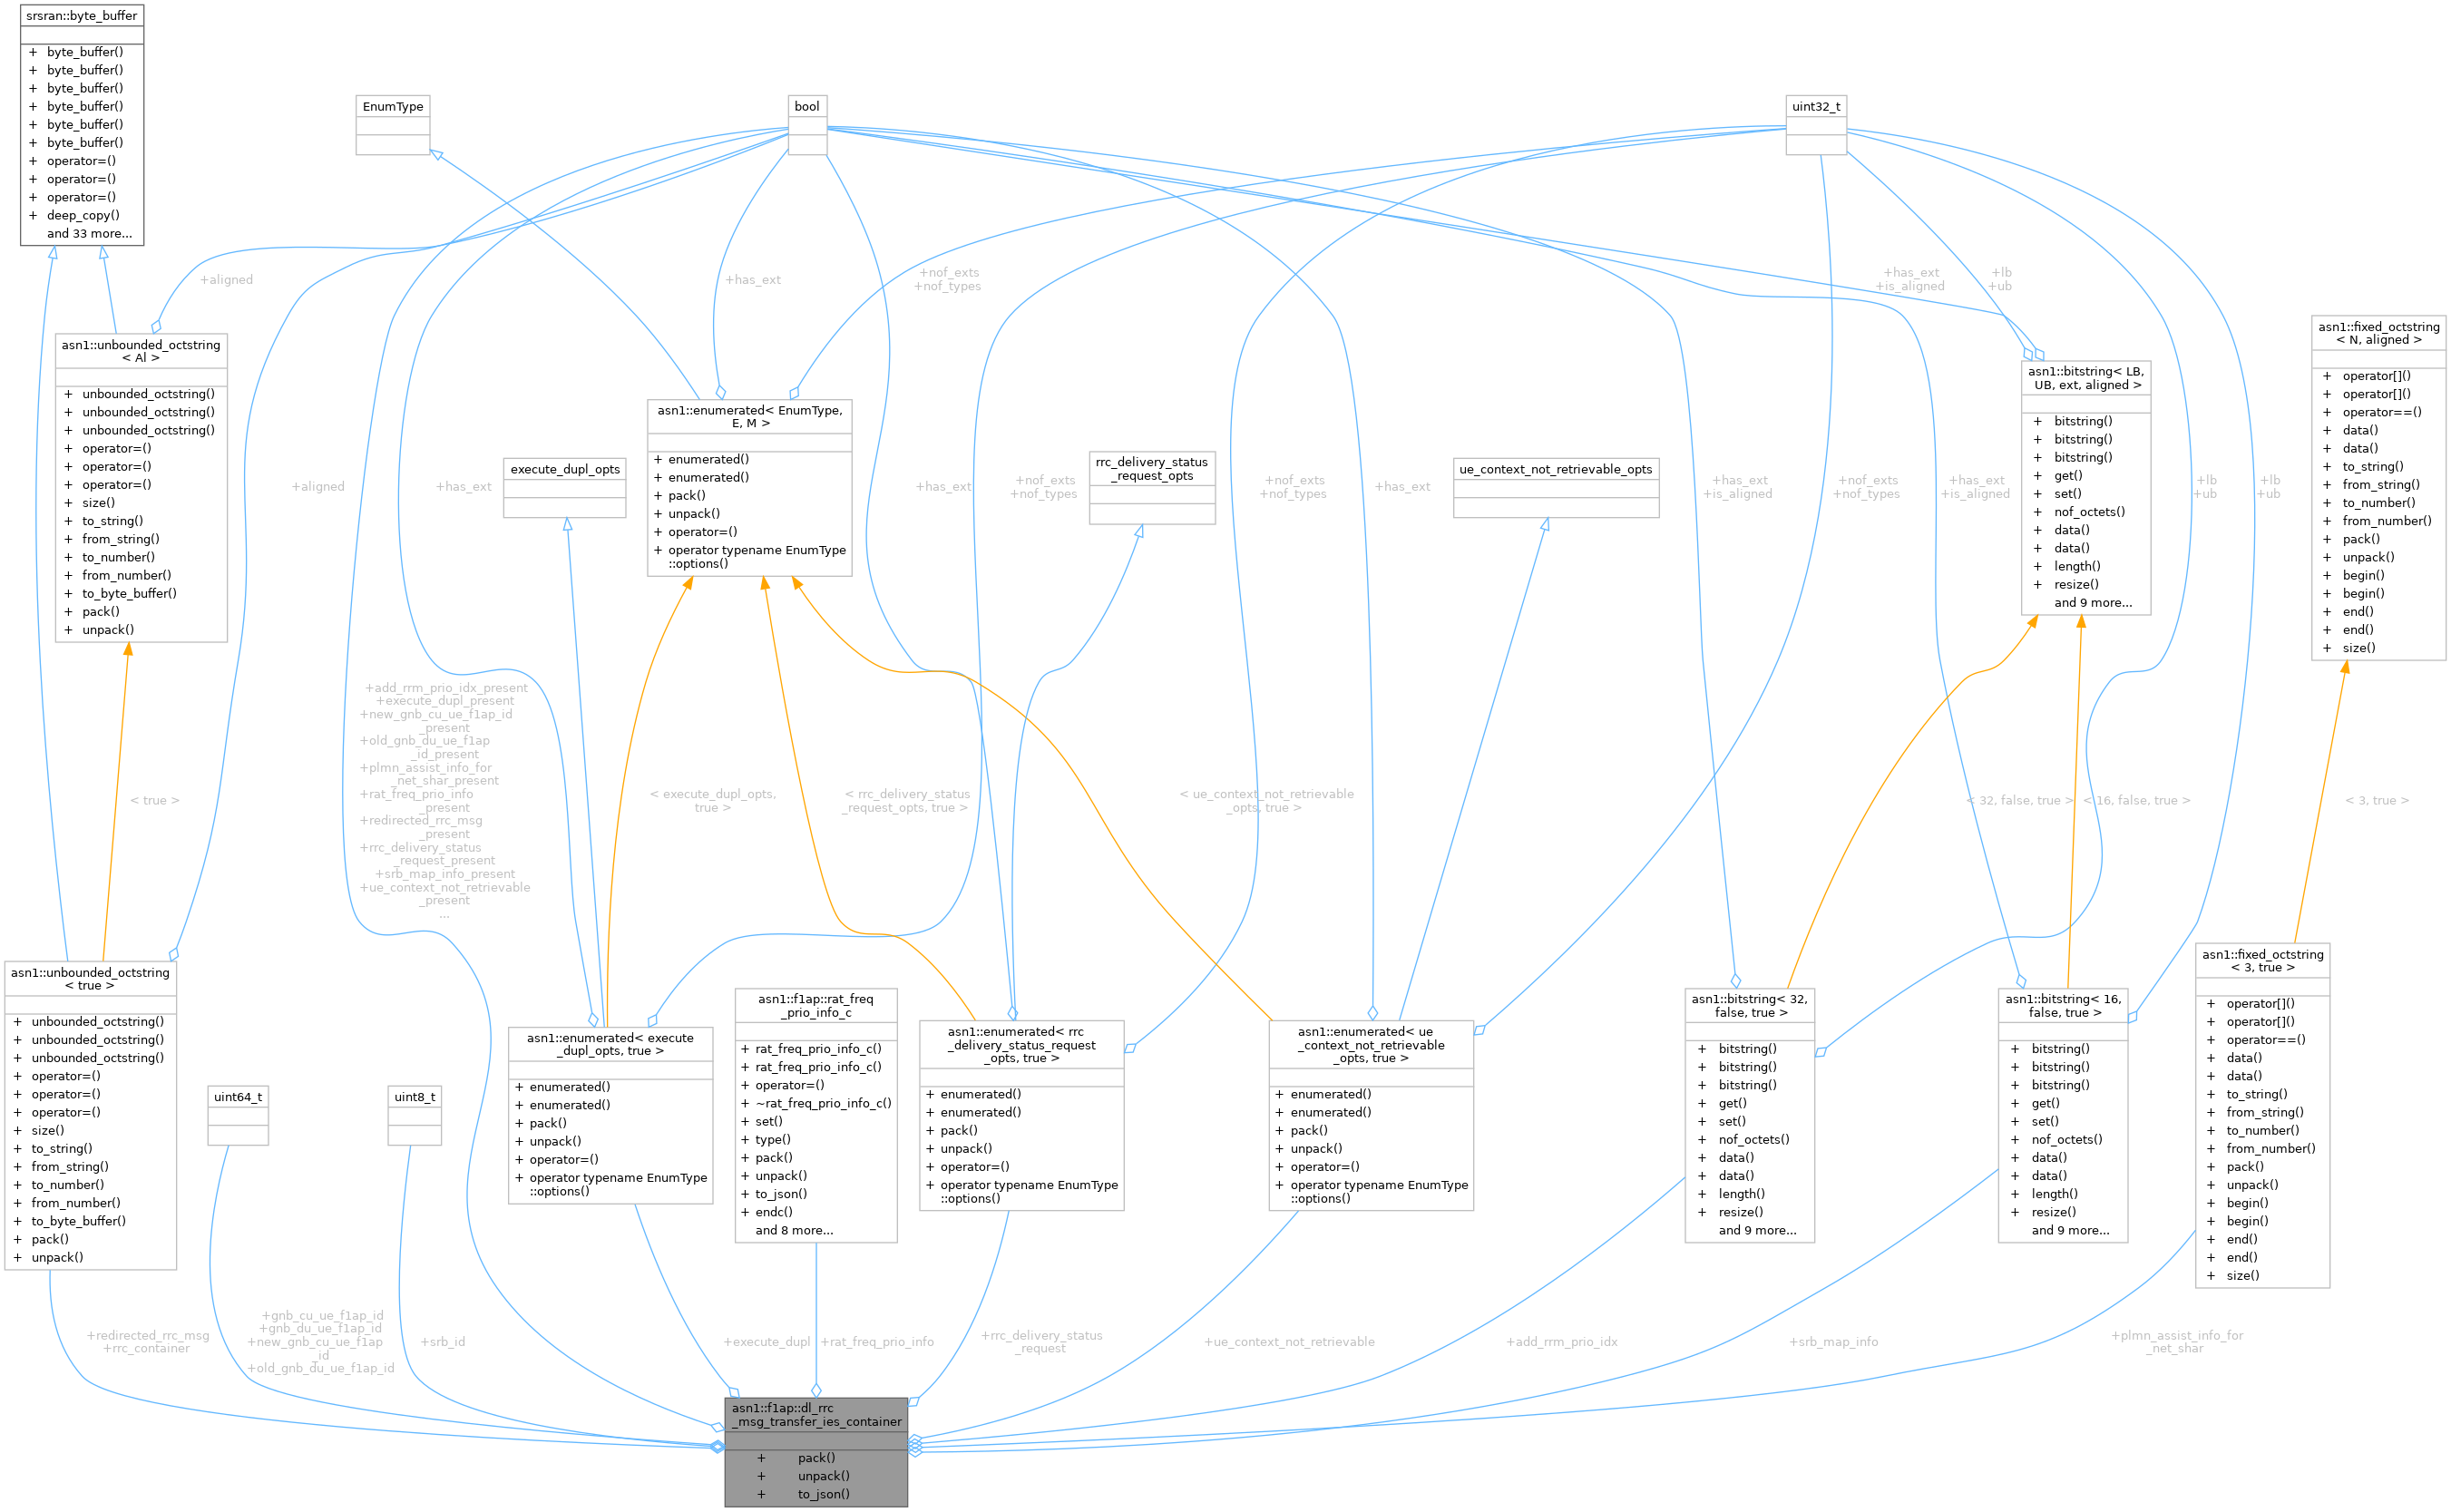 srsran::byte_buffer
+ byte_buffer()
+ byte_buffer()
+ byte_buffer()
+ byte_buffer()
+ byte_buffer()
+ byte_buffer()
+ operator=()
+ operator=()
+ operator=()
+ deep_copy()
and 33 more...
EnumType
bool
uint32_t
+aligned
+has_ext
+nof_exts
+nof_types
+has_ext
+is_aligned
+lb
+ub
asn1::unbounded_octstring
< Al >
+ unbounded_octstring()
+ unbounded_octstring()
+ unbounded_octstring()
+ operator=()
+ operator=()
+ operator=()
+ size()
+ to_string()
+ from_string()
+ to_number()
+ from_number()
+ to_byte_buffer()
+ pack()
+ unpack()
asn1::enumerated< EnumType,
E, M >
+ enumerated()
+ enumerated()
+ pack()
+ unpack()
+ operator=()
+ operator typename EnumType
::options()
asn1::bitstring< LB,
UB, ext, aligned >
+ bitstring()
+ bitstring()
+ bitstring()
+ get()
+ set()
+ nof_octets()
+ data()
+ data()
+ length()
+ resize()
and 9 more...
asn1::fixed_octstring
< N, aligned >
+ operator[]()
+ operator[]()
+ operator==()
+ data()
+ data()
+ to_string()
+ from_string()
+ to_number()
+ from_number()
+ pack()
+ unpack()
+ begin()
+ begin()
+ end()
+ end()
+ size()
execute_dupl_opts
rrc_delivery_status
_request_opts
ue_context_not_retrievable_opts
+aligned
+has_ext
+has_ext
+nof_exts
+nof_types
+nof_exts
+nof_types
+has_ext
+has_ext
+is_aligned
+nof_exts
+nof_types
+has_ext
+is_aligned
+lb
+ub
+lb
+ub
+add_rrm_prio_idx_present
+execute_dupl_present
+new_gnb_cu_ue_f1ap_id
_present
+old_gnb_du_ue_f1ap
_id_present
+plmn_assist_info_for
_net_shar_present
+rat_freq_prio_info
_present
+redirected_rrc_msg
_present
+rrc_delivery_status
_request_present
+srb_map_info_present
+ue_context_not_retrievable
_present
...
< true >
< execute_dupl_opts,
true >
< rrc_delivery_status
_request_opts, true >
< ue_context_not_retrievable
_opts, true >
< 32, false, true >
< 16, false, true >
< 3, true >
asn1::unbounded_octstring
< true >
+ unbounded_octstring()
+ unbounded_octstring()
+ unbounded_octstring()
+ operator=()
+ operator=()
+ operator=()
+ size()
+ to_string()
+ from_string()
+ to_number()
+ from_number()
+ to_byte_buffer()
+ pack()
+ unpack()
uint64_t
uint8_t
asn1::enumerated< execute
_dupl_opts, true >
+ enumerated()
+ enumerated()
+ pack()
+ unpack()
+ operator=()
+ operator typename EnumType
::options()
asn1::f1ap::rat_freq
_prio_info_c
+ rat_freq_prio_info_c()
+ rat_freq_prio_info_c()
+ operator=()
+ ~rat_freq_prio_info_c()
+ set()
+ type()
+ pack()
+ unpack()
+ to_json()
+ endc()
and 8 more...
asn1::enumerated< rrc
_delivery_status_request
_opts, true >
+ enumerated()
+ enumerated()
+ pack()
+ unpack()
+ operator=()
+ operator typename EnumType
::options()
asn1::enumerated< ue
_context_not_retrievable
_opts, true >
+ enumerated()
+ enumerated()
+ pack()
+ unpack()
+ operator=()
+ operator typename EnumType
::options()
asn1::bitstring< 32,
false, true >
+ bitstring()
+ bitstring()
+ bitstring()
+ get()
+ set()
+ nof_octets()
+ data()
+ data()
+ length()
+ resize()
and 9 more...
asn1::bitstring< 16,
false, true >
+ bitstring()
+ bitstring()
+ bitstring()
+ get()
+ set()
+ nof_octets()
+ data()
+ data()
+ length()
+ resize()
and 9 more...
asn1::fixed_octstring
< 3, true >
+ operator[]()
+ operator[]()
+ operator==()
+ data()
+ data()
+ to_string()
+ from_string()
+ to_number()
+ from_number()
+ pack()
+ unpack()
+ begin()
+ begin()
+ end()
+ end()
+ size()
+redirected_rrc_msg
+rrc_container
+gnb_cu_ue_f1ap_id
+gnb_du_ue_f1ap_id
+new_gnb_cu_ue_f1ap
_id
+old_gnb_du_ue_f1ap_id
+srb_id
+execute_dupl
+rat_freq_prio_info
+rrc_delivery_status
_request
+ue_context_not_retrievable
+add_rrm_prio_idx
+srb_map_info
+plmn_assist_info_for
_net_shar
asn1::f1ap::dl_rrc
_msg_transfer_ies_container
+ pack()
+ unpack()
+ to_json()